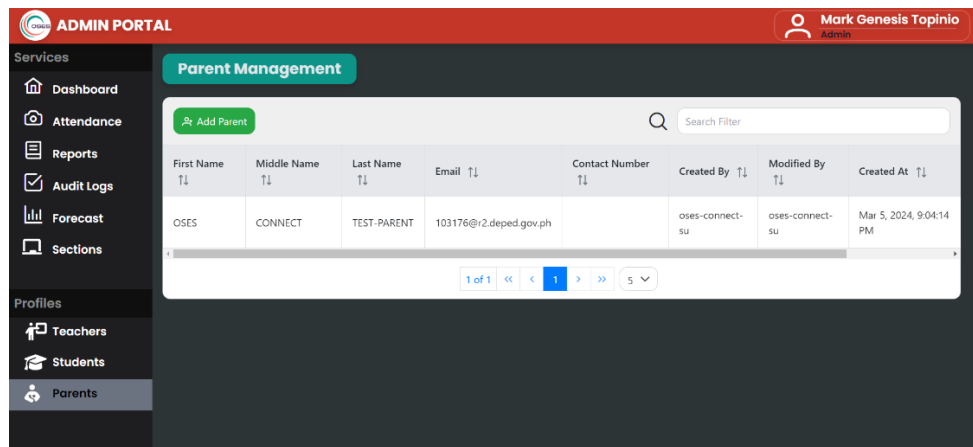 OSES ADMIN PORTAL
Mark Genesis Topinio
Admin
Services
Dashboard
Attendance
Reports
Audit Logs
Forecast
Sections
Profiles
Teachers
Students
Parents
Parent Management
Add Parent
Search Filter
First Name Middle Name Last Name Email Contact Number Created By Modified By Created At
OSES CONNECT TEST-PARENT 103176@r2.deped.gov.ph oses-connect- oses-connect- Mar 5, 2024, 9:04:14
su su PM
1 of 1 << < 1 > >> 5